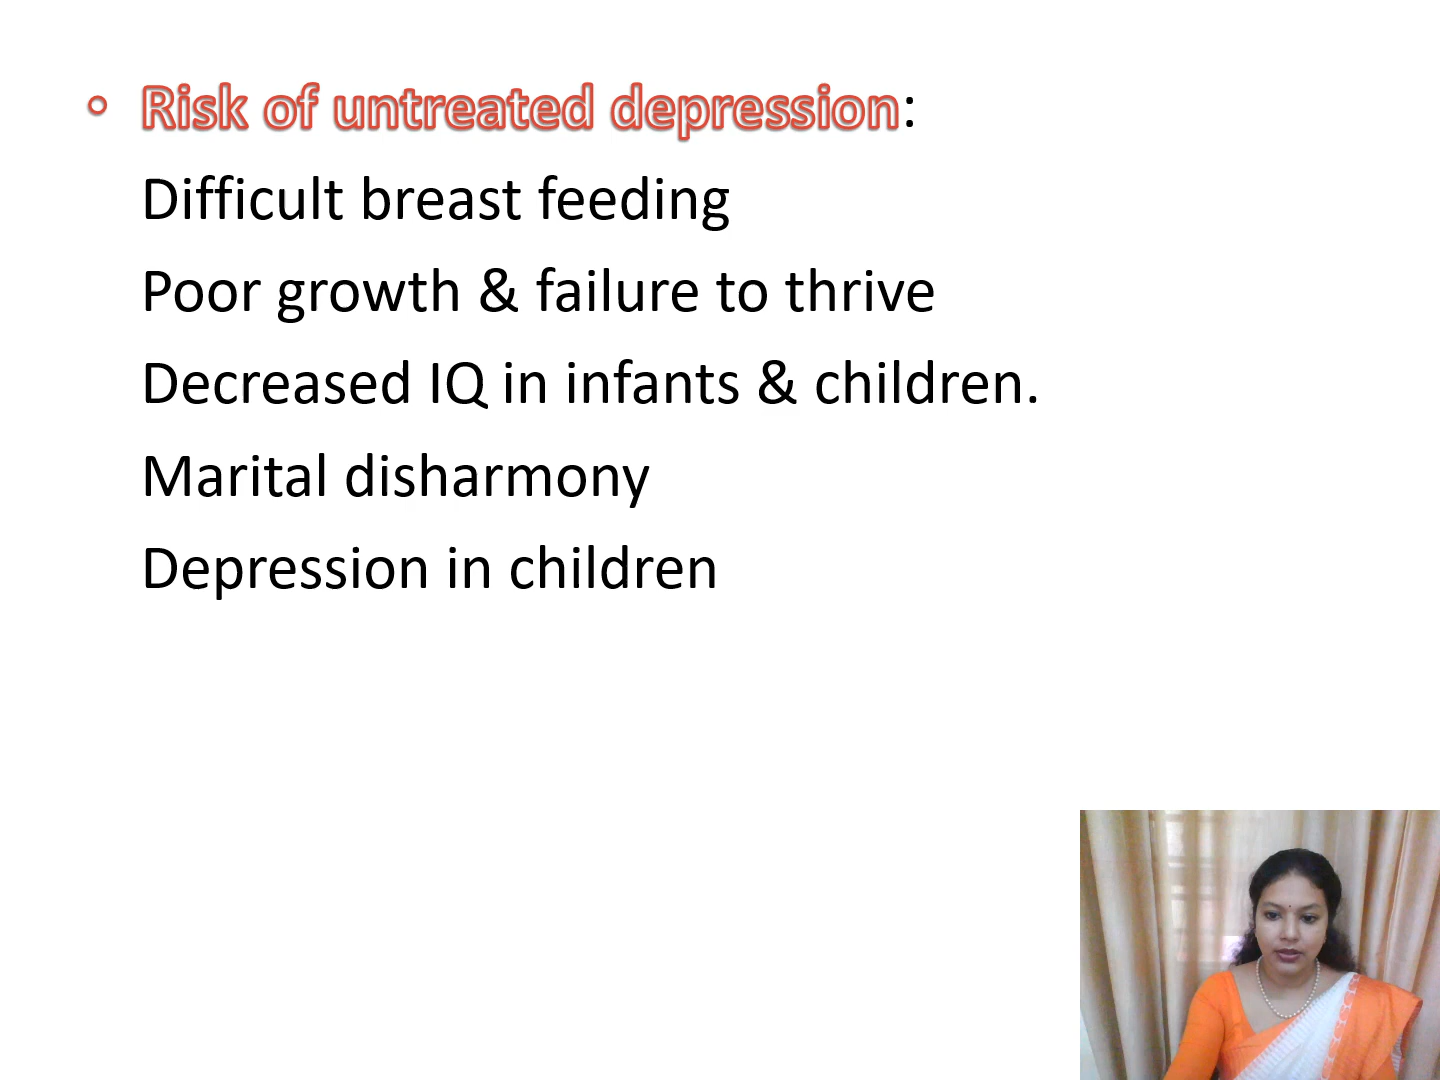 • Risk of untreated depression:
Difficult breast feeding
Poor growth & failure to thrive
Decreased IQ in infants & children.
Marital disharmony
Depression in children